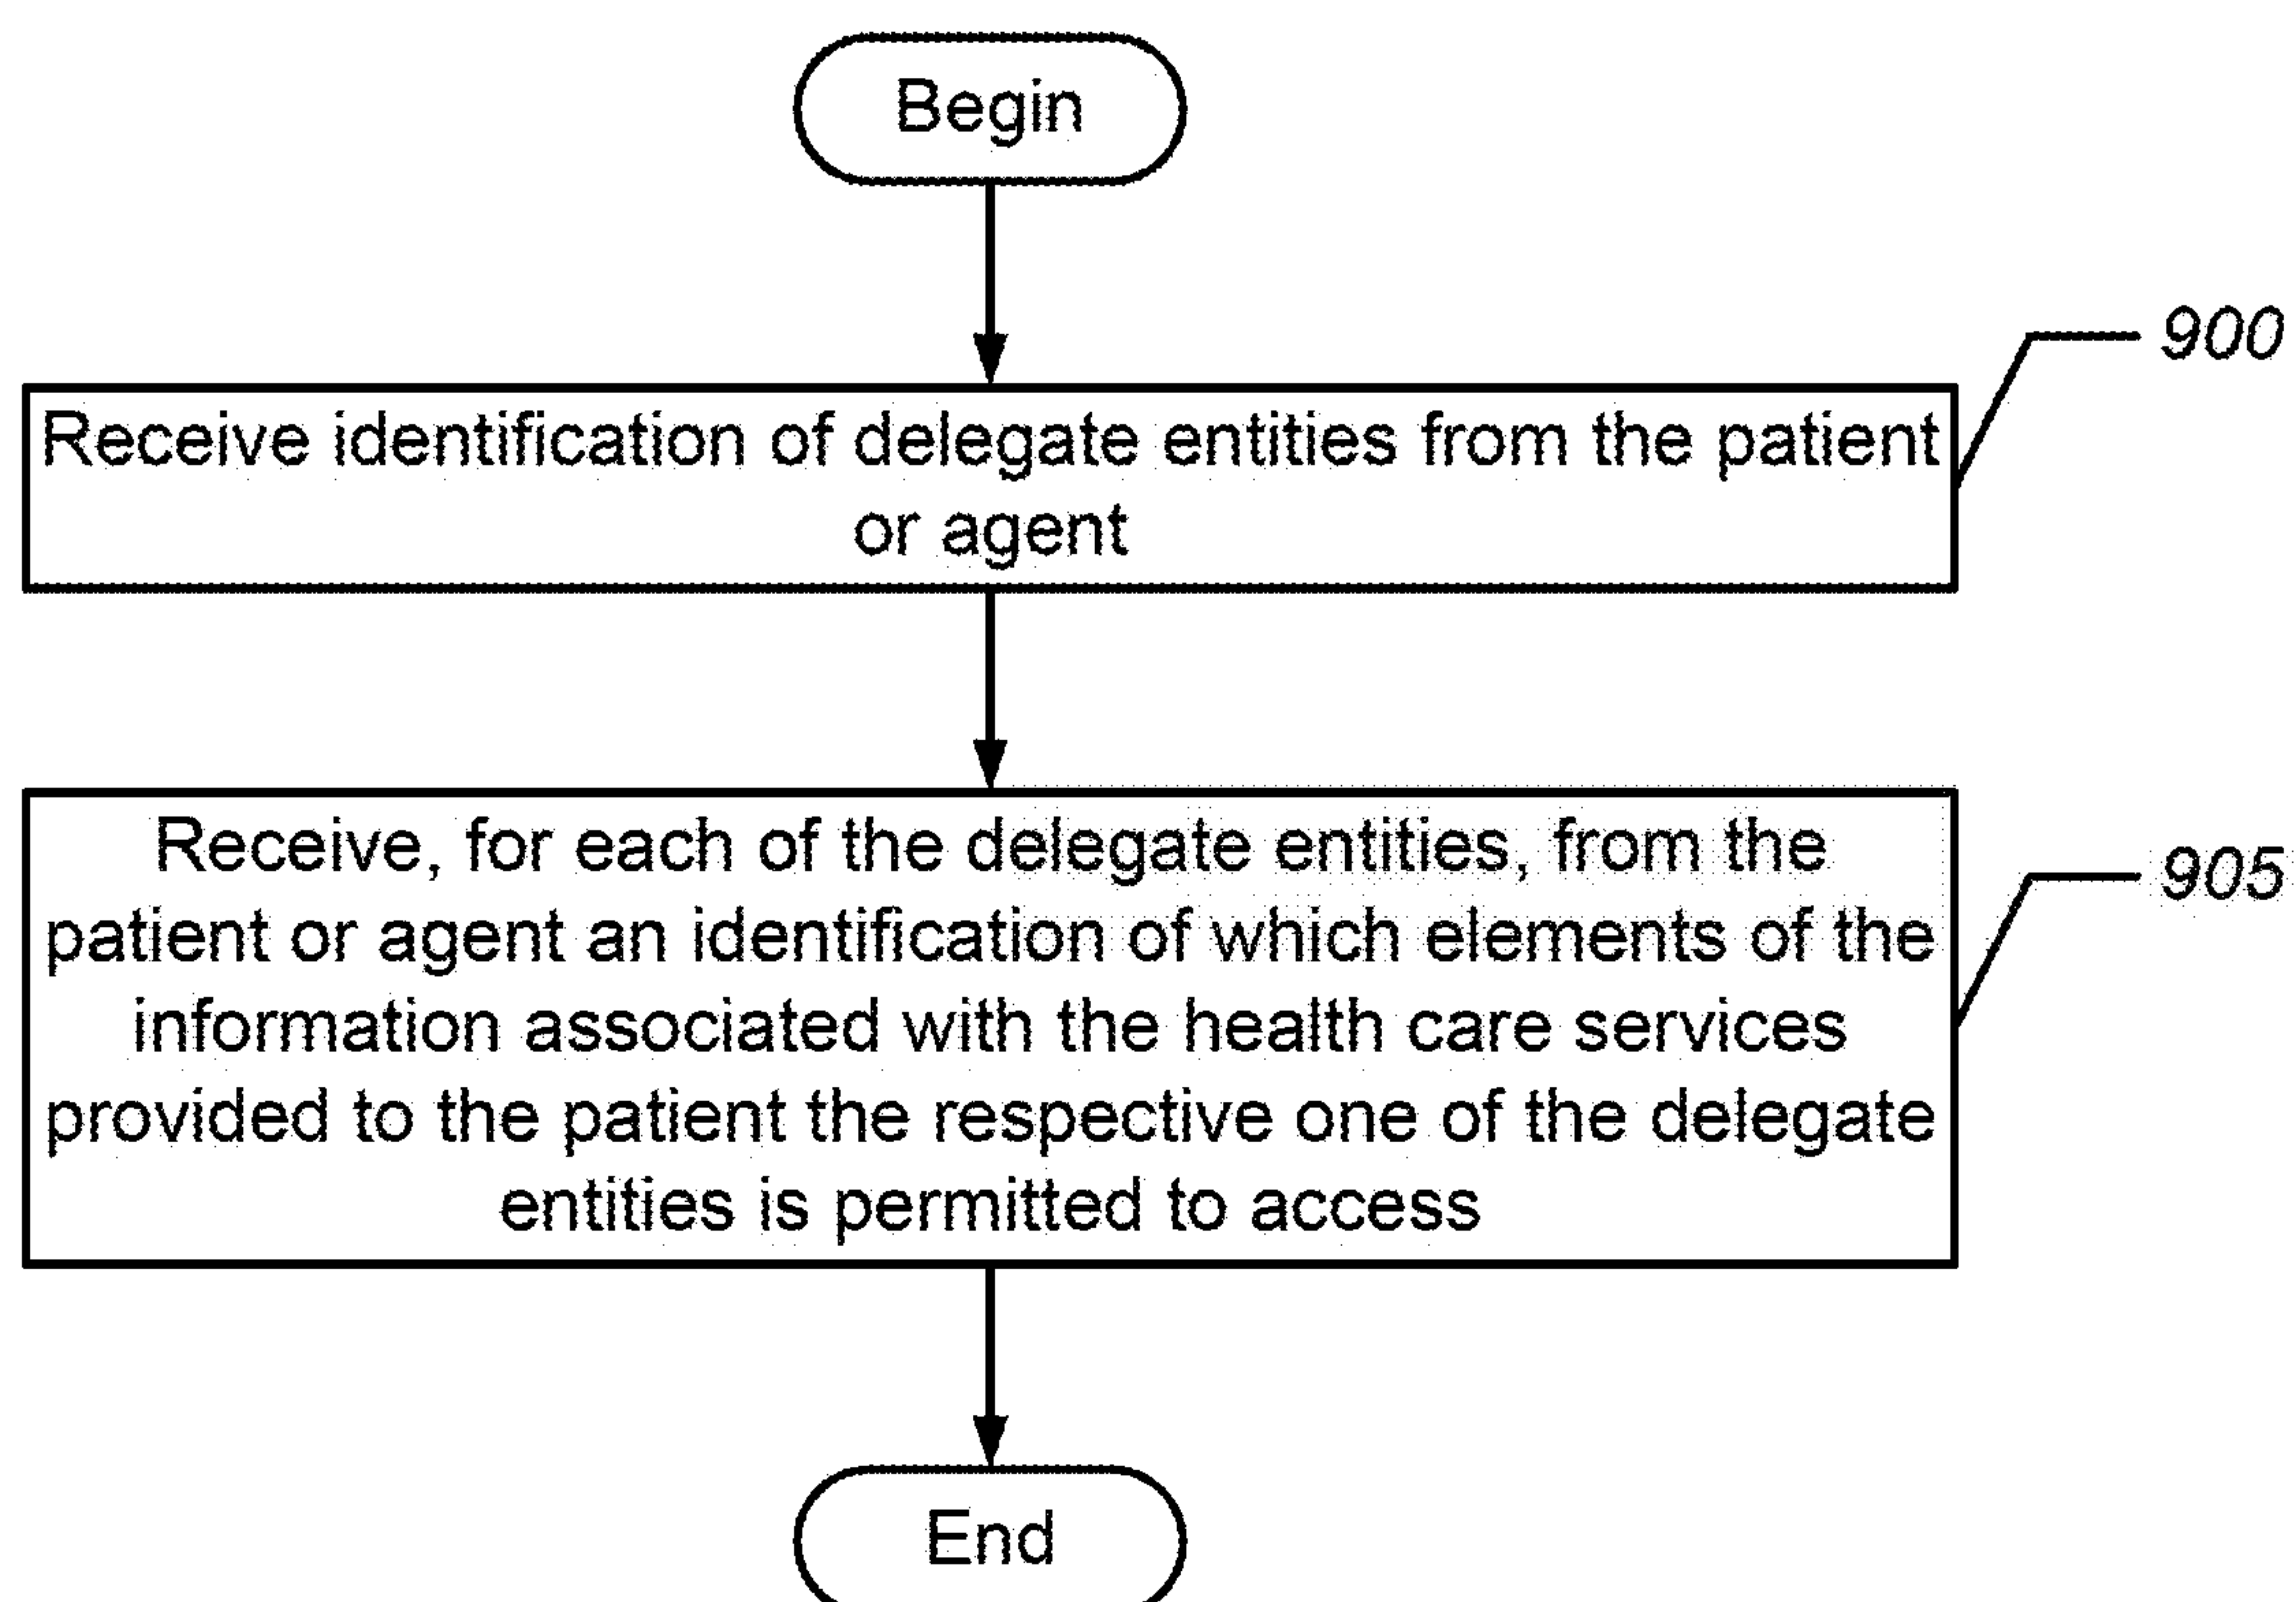 Begin
900
Receive identification of delegate entities from the patient
or agent
Receive, for each of the delegate entities, from the
905
patient or agent an identification of which elements of the
information associated with the health care services
provided to the patient the respective one of the delegate
entities is permitted to access
End